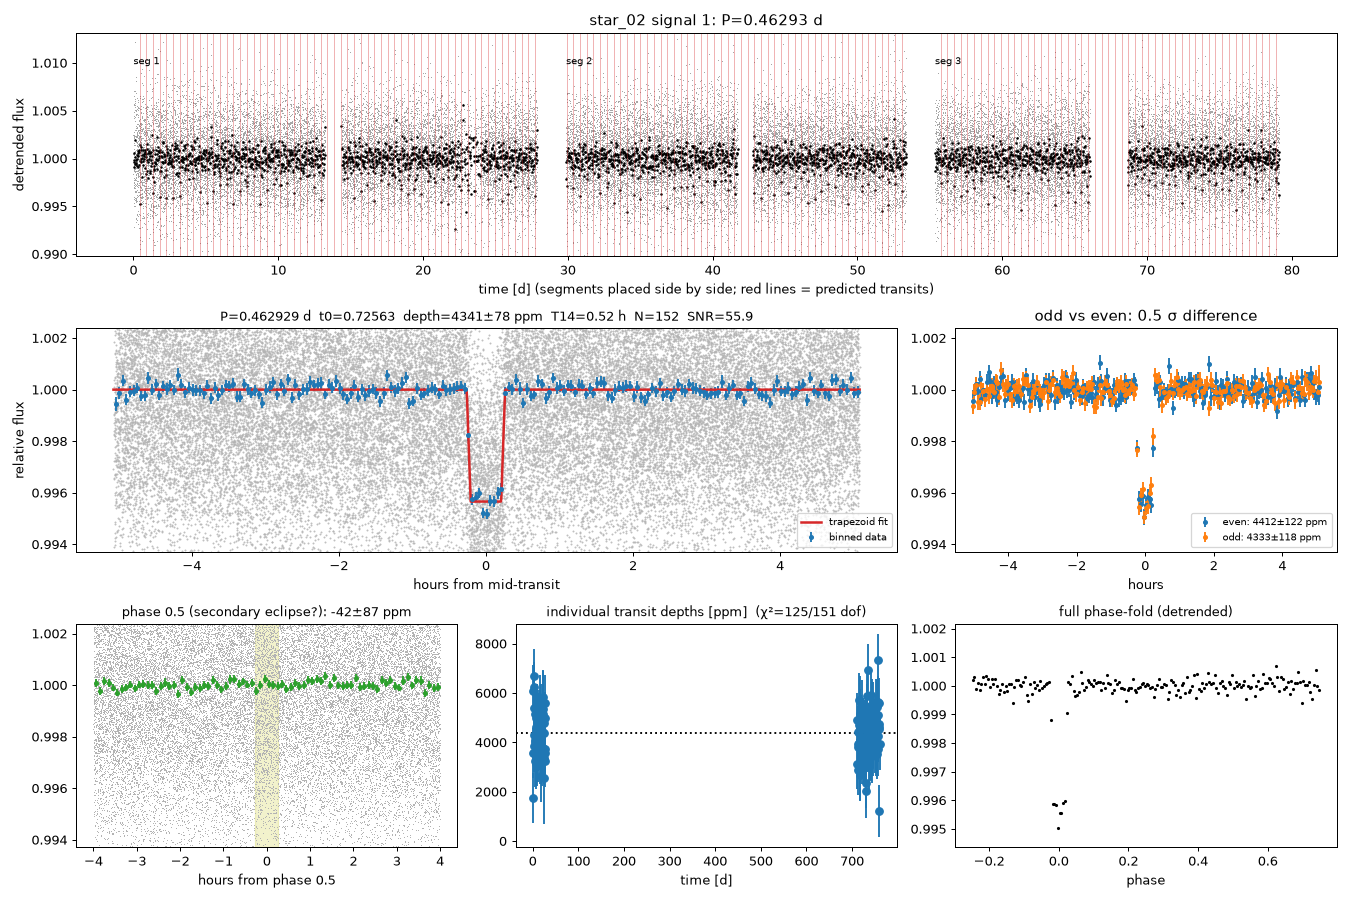 star_02 signal 1: P=0.46293 d
seg 1
seg 2
seg 3
1.010
1.005
1.000
0.995
0.990
detrended flux
0 10 20 30 40 50 60 70 80
time [d] (segments placed side by side; red lines = predicted transits)
P=0.462929 d t0=0.72563 depth=4341±78 ppm T14=0.52 h N=152 SNR=55.9
1.002
1.000
0.998
0.996
0.994
relative flux
trapezoid fit
binned data
−4 −2 0 2 4
hours from mid-transit
odd vs even: 0.5 σ difference
1.002
1.000
0.998
0.996
0.994
even: 4412±122 ppm
odd: 4333±118 ppm
−4 −2 0 2 4
hours
phase 0.5 (secondary eclipse?): -42±87 ppm
1.002
1.000
0.998
0.996
0.994
−4 −3 −2 −1 0 1 2 3 4
hours from phase 0.5
individual transit depths [ppm] (χ²=125/151 dof)
8000
6000
4000
2000
0
0 100 200 300 400 500 600 700
time [d]
full phase-fold (detrended)
1.002
1.001
1.000
0.999
0.998
0.997
0.996
0.995
−0.2 0.0 0.2 0.4 0.6
phase